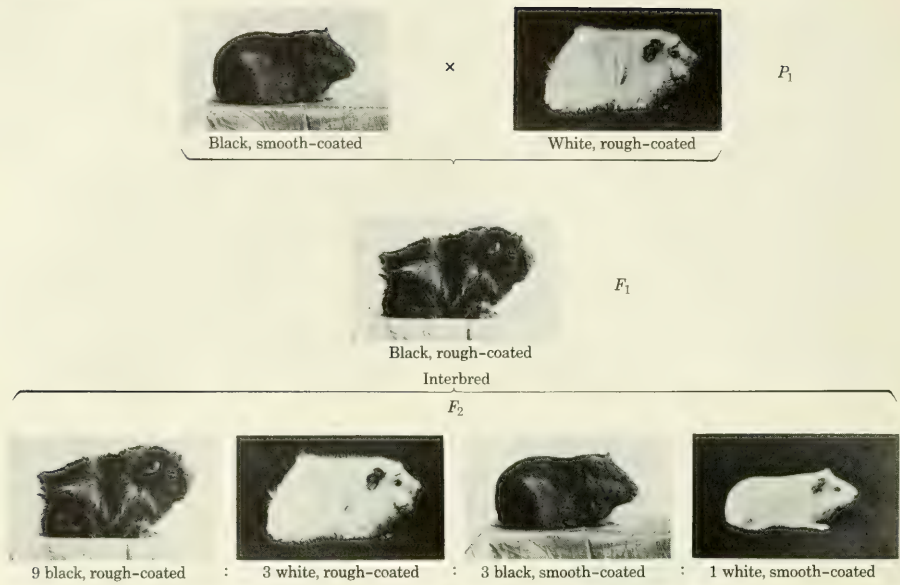 × P₁
Black, smooth-coated White, rough-coated
F₁
Black, rough-coated
Interbred
F₂
9 black, rough-coated : 3 white, rough-coated : 3 black, smooth-coated : 1 white, smooth-coated